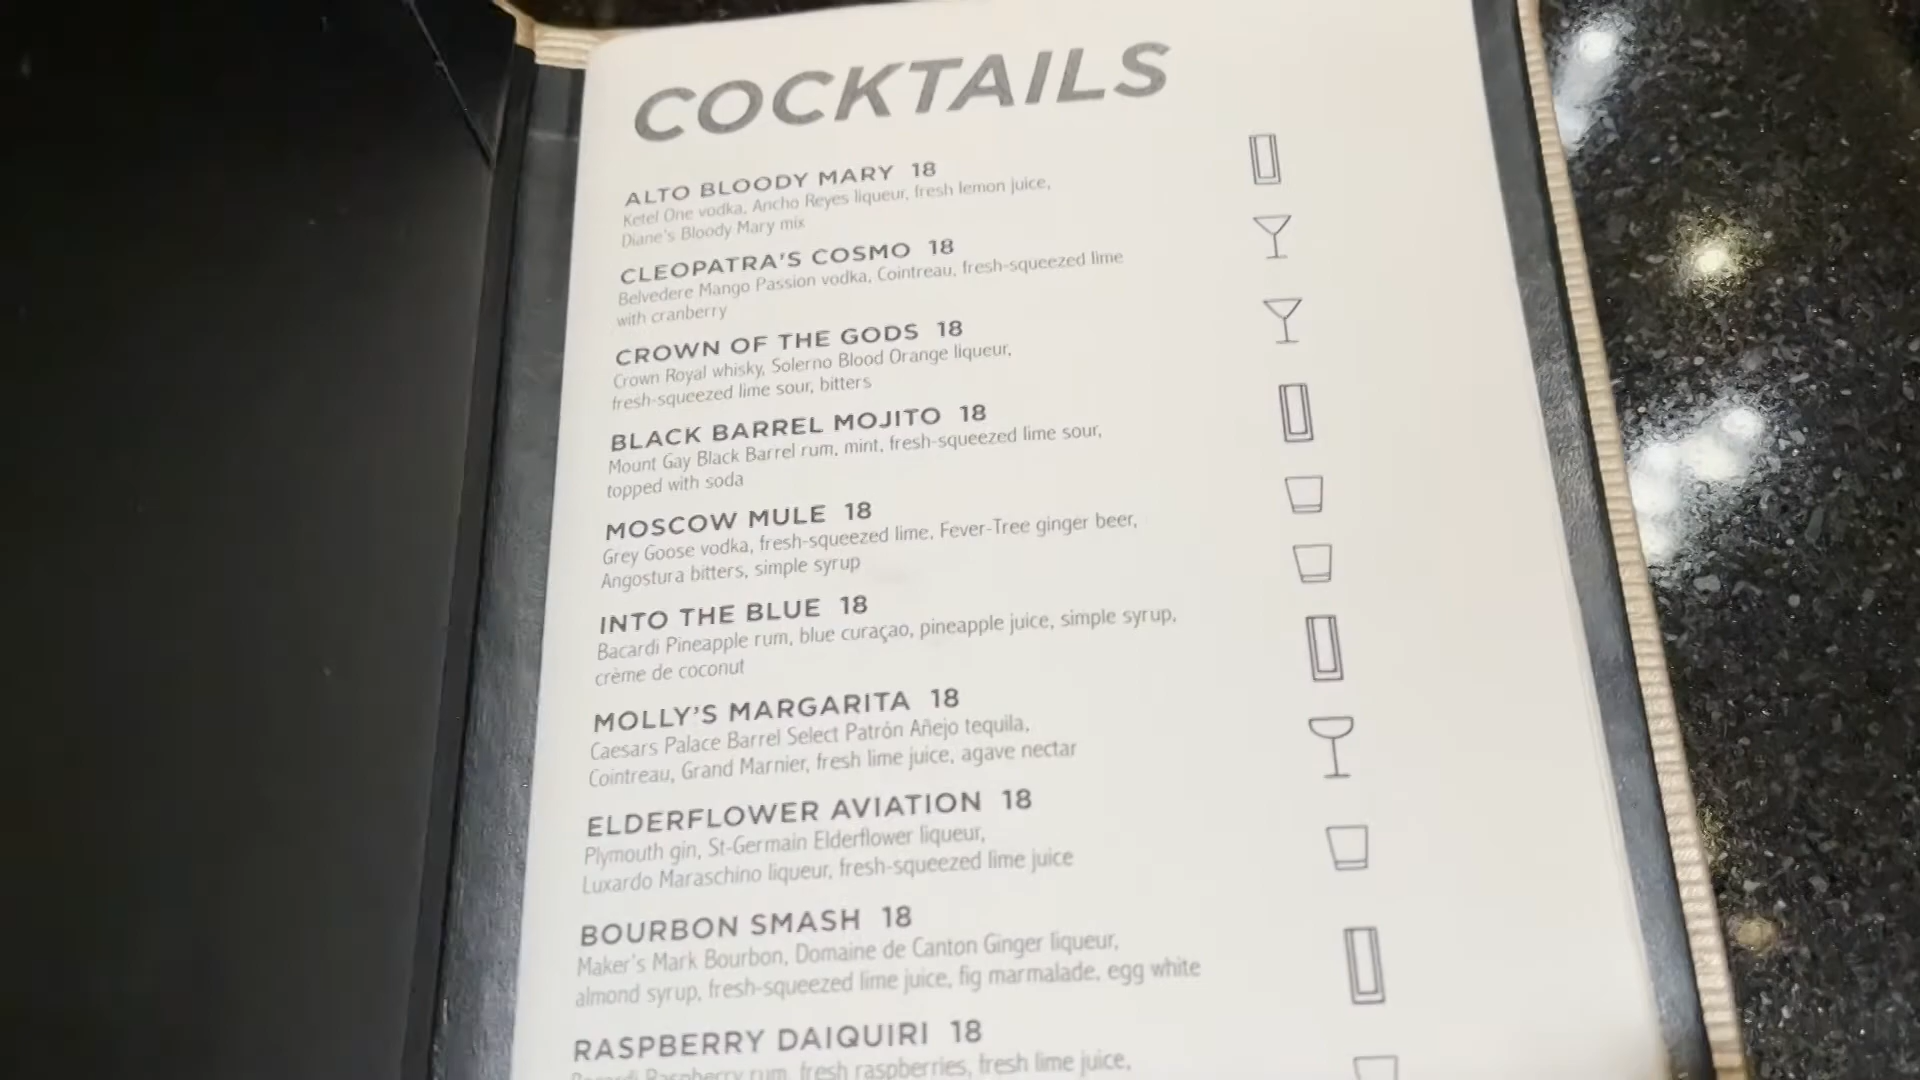 COCKTAILS
ALTO BLOODY MARY 18
Ketel One vodka, Ancho Reyes liqueur, fresh lemon juice,
Diane's Bloody Mary mix
CLEOPATRA'S COSMO 18
Belvedere Mango Passion vodka, Cointreau, fresh-squeezed lime
with cranberry
CROWN OF THE GODS 18
Crown Royal whisky, Solerno Blood Orange liqueur,
fresh-squeezed lime sour, bitters
BLACK BARREL MOJITO 18
Mount Gay Black Barrel rum, mint, fresh-squeezed lime sour,
topped with soda
MOSCOW MULE 18
Grey Goose vodka, fresh-squeezed lime, Fever-Tree ginger beer,
Angostura bitters, simple syrup
INTO THE BLUE 18
Bacardi Pineapple rum, blue curaçao, pineapple juice, simple syrup,
crème de coconut
MOLLY'S MARGARITA 18
Caesars Palace Barrel Select Patrón Añejo tequila,
Cointreau, Grand Marnier, fresh lime juice, agave nectar
ELDERFLOWER AVIATION 18
Plymouth gin, St-Germain Elderflower liqueur,
Luxardo Maraschino liqueur, fresh-squeezed lime juice
BOURBON SMASH 18
Maker's Mark Bourbon, Domaine de Canton Ginger liqueur,
almond syrup, fresh-squeezed lime juice, fig marmalade, egg white
RASPBERRY DAIQUIRI 18
Bacardi Raspberry rum, fresh raspberries, fresh lime juice,